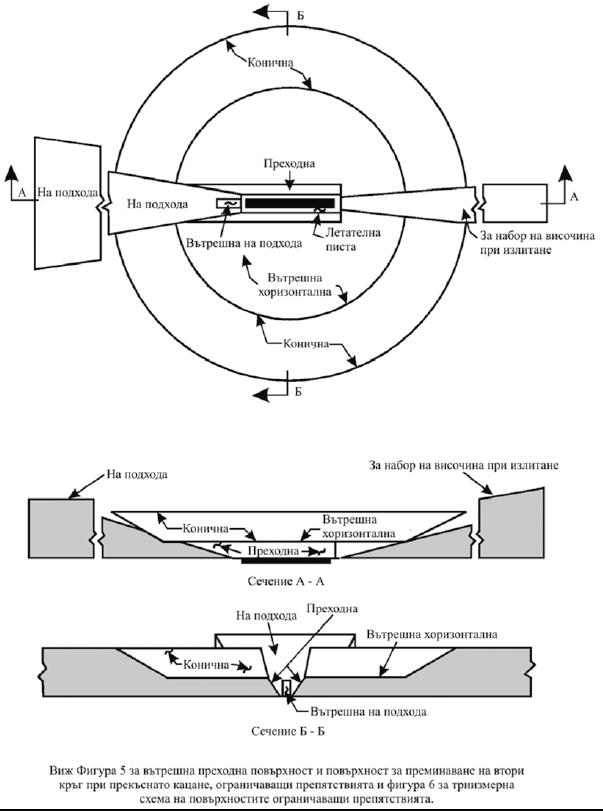 Б
Конична
Преходна
А
На подхода
На подхода
А
Вътрешна на подхода
Летателна
писта
За набор на височина
при излитане
Вътрешна
хоризонтална
Конична
Б
На подхода
За набор на височина при излитане
Конична
Вътрешна
хоризонтална
Преходна
Сечение А - А
На подхода
Преходна
Конична
Вътрешна хоризонтална
Вътрешна на подхода
Сечение Б - Б
Виж Фигура 5 за вътрешна преходна повърхност и повърхност за преминаване на втори
кръг при прекъснато кацане, ограничаващи препятствията и фигура 6 за триизмерна
схема на повърхностите ограничаващи препятствията.